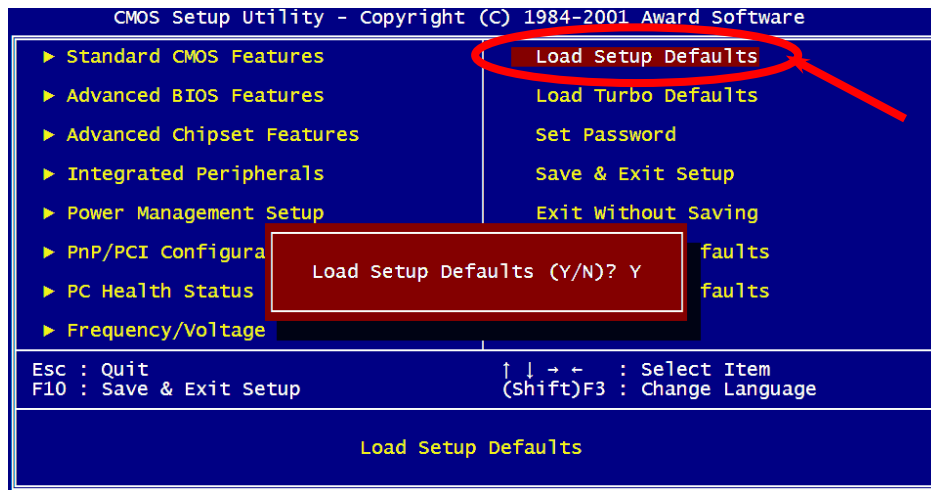 CMOS Setup Utility - Copyright (C) 1984-2001 Award Software
► Standard CMOS Features
► Advanced BIOS Features
► Advanced Chipset Features
► Integrated Peripherals
► Power Management Setup
► PnP/PCI Configura
► PC Health Status
► Frequency/Voltage
Load Setup Defaults
Load Turbo Defaults
Set Password
Save & Exit Setup
Exit Without Saving
faults
faults
Load Setup Defaults (Y/N)? Y
Esc : Quit
F10 : Save & Exit Setup
↑ ↓ → ← : Select Item
(Shift)F3 : Change Language
Load Setup Defaults